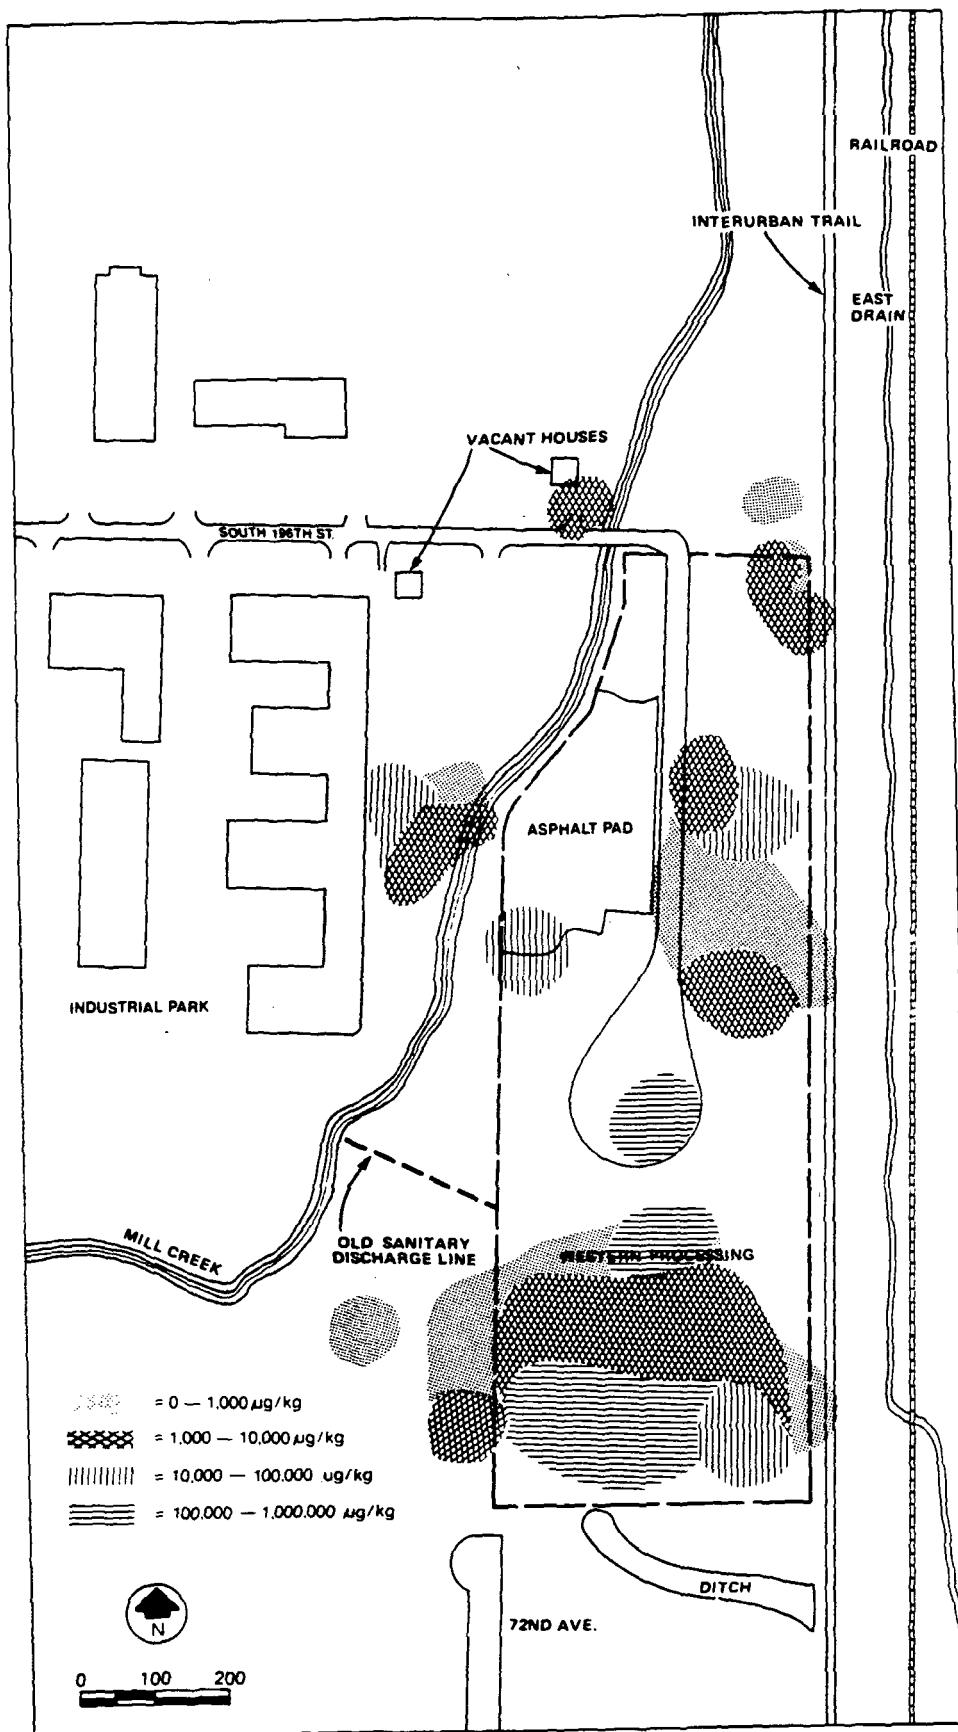 RAILROAD
INTERURBAN TRAIL
EAST
DRAIN
VACANT HOUSES
SOUTH 196TH ST.
ASPHALT PAD
INDUSTRIAL PARK
MILL CREEK
OLD SANITARY
DISCHARGE LINE
WESTERN PROCESSING
= 0 — 1,000 µg/kg
= 1,000 — 10,000 µg/kg
= 10,000 — 100.000 ug/kg
= 100.000 — 1.000.000 µg/kg
DITCH
72ND AVE.
N
0 100 200